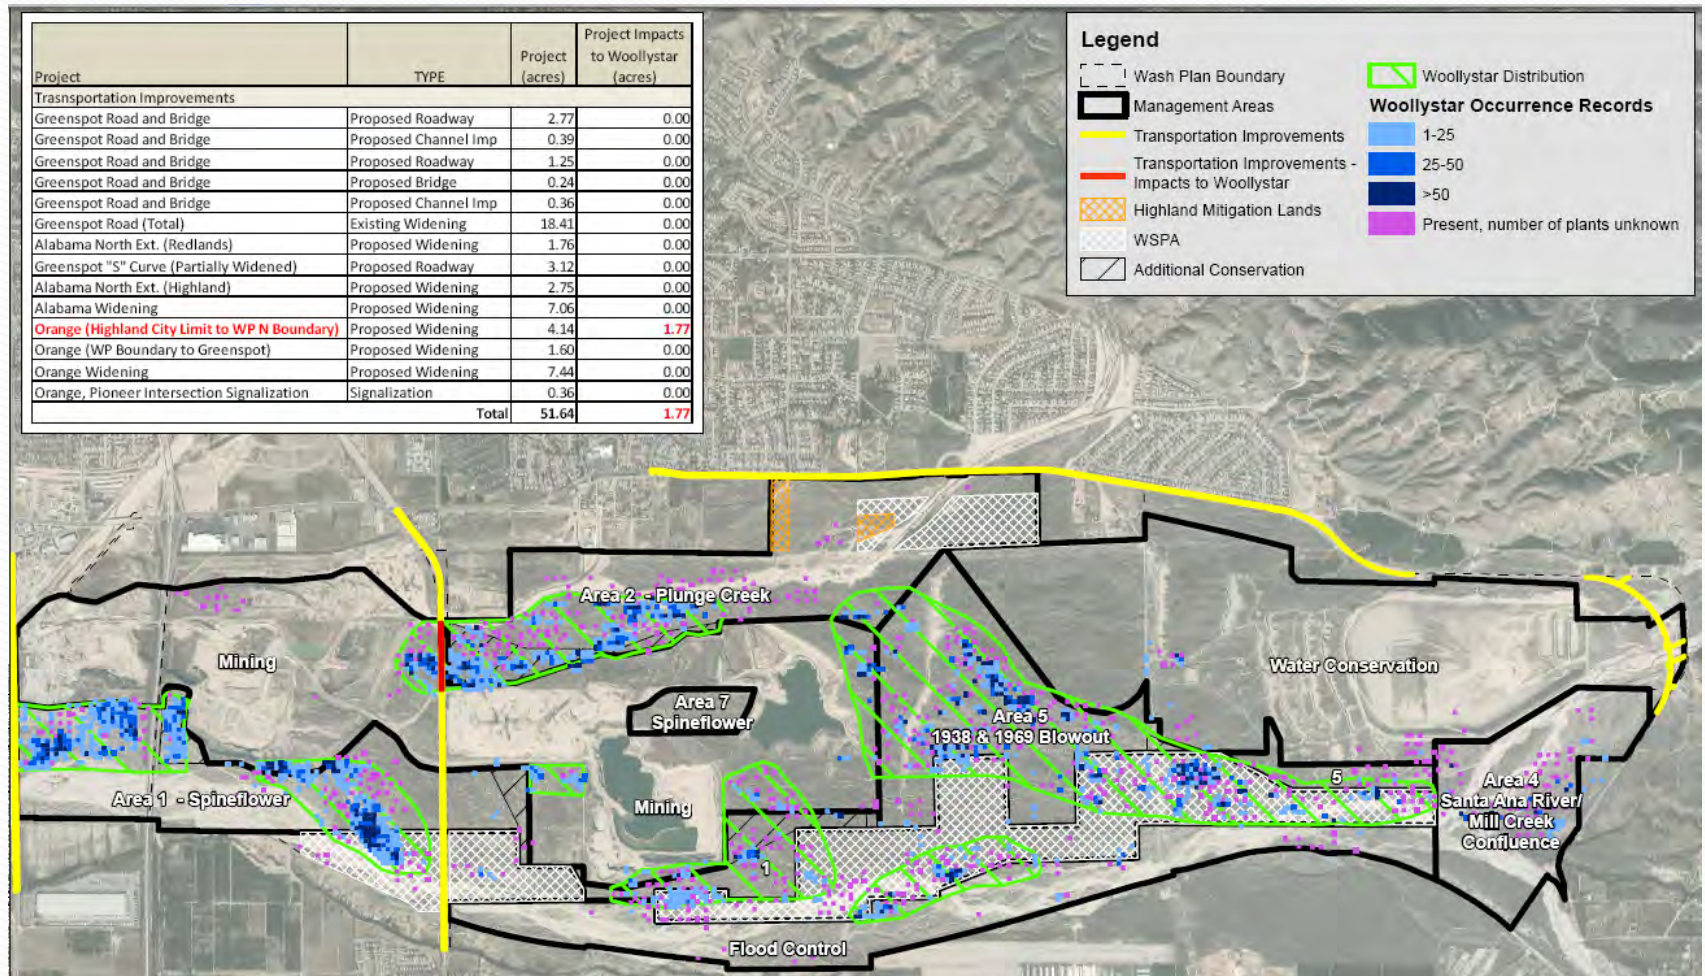 Project TYPE Project (acres) Project Impacts to Woollystar (acres)
Trasnsportation Improvements
Greenspot Road and Bridge Proposed Roadway 2.77 0.00
Greenspot Road and Bridge Proposed Channel Imp 0.39 0.00
Greenspot Road and Bridge Proposed Roadway 1.25 0.00
Greenspot Road and Bridge Proposed Bridge 0.24 0.00
Greenspot Road and Bridge Proposed Channel Imp 0.36 0.00
Greenspot Road (Total) Existing Widening 18.41 0.00
Alabama North Ext. (Redlands) Proposed Widening 1.76 0.00
Greenspot "S" Curve (Partially Widened) Proposed Roadway 3.12 0.00
Alabama North Ext. (Highland) Proposed Widening 2.75 0.00
Alabama Widening Proposed Widening 7.06 0.00
Orange (Highland City Limit to WP N Boundary) Proposed Widening 4.14 1.77
Orange (WP Boundary to Greenspot) Proposed Widening 1.60 0.00
Orange Widening Proposed Widening 7.44 0.00
Orange, Pioneer Intersection Signalization Signalization 0.36 0.00
Total 51.64 1.77
Legend
Wash Plan Boundary
Management Areas
Transportation Improvements
Transportation Improvements -
Impacts to Woollystar
Highland Mitigation Lands
WSPA
Additional Conservation
Woollystar Distribution
Woollystar Occurrence Records
1-25
25-50
>50
Present, number of plants unknown
Area 2 - Plunge Creek
Mining
Water Conservation
Area 7
Spineflower
Area 5
1938 & 1969 Blowout
5
Area 4
Santa Ana River/
Mill Creek
Confluence
Area 1 - Spineflower
Mining
1
Flood Control